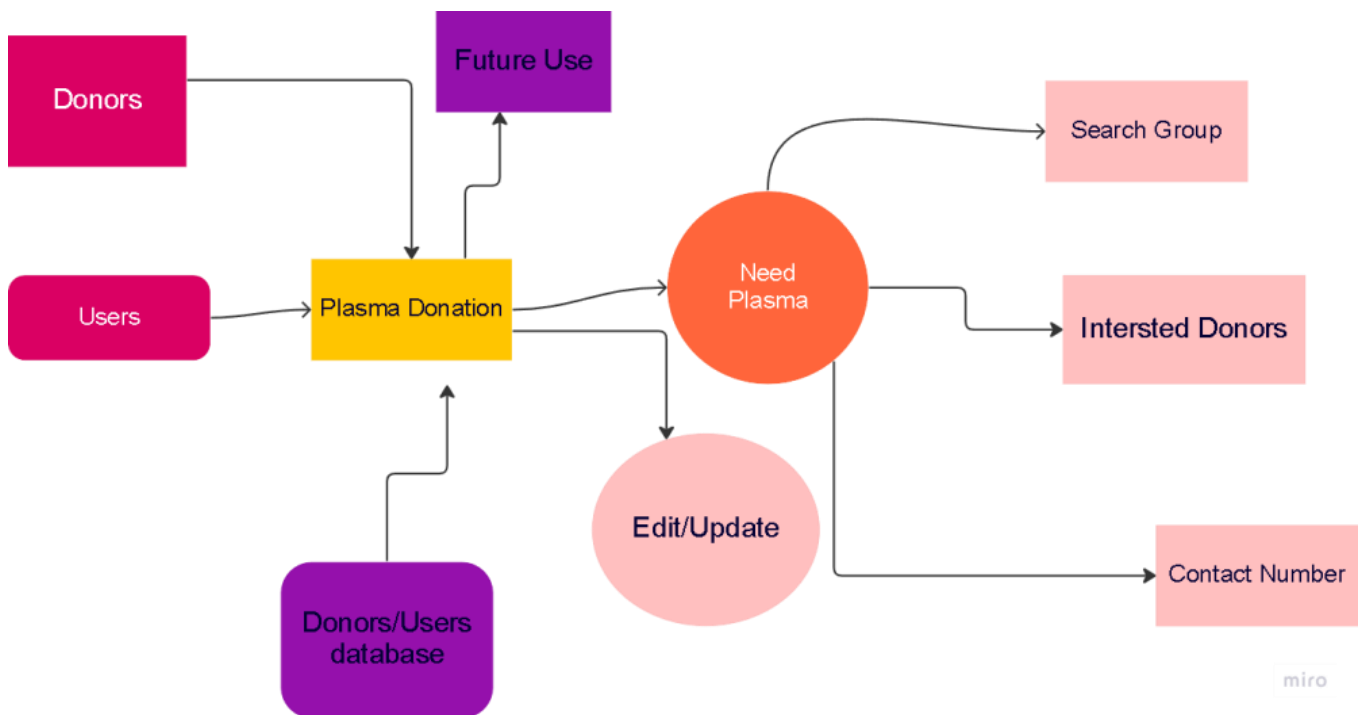 Future Use
Donors
Search Group
Need
Plasma
Users
Plasma Donation
Intersted Donors
Edit/Update
Contact Number
Donors/Users
database
miro